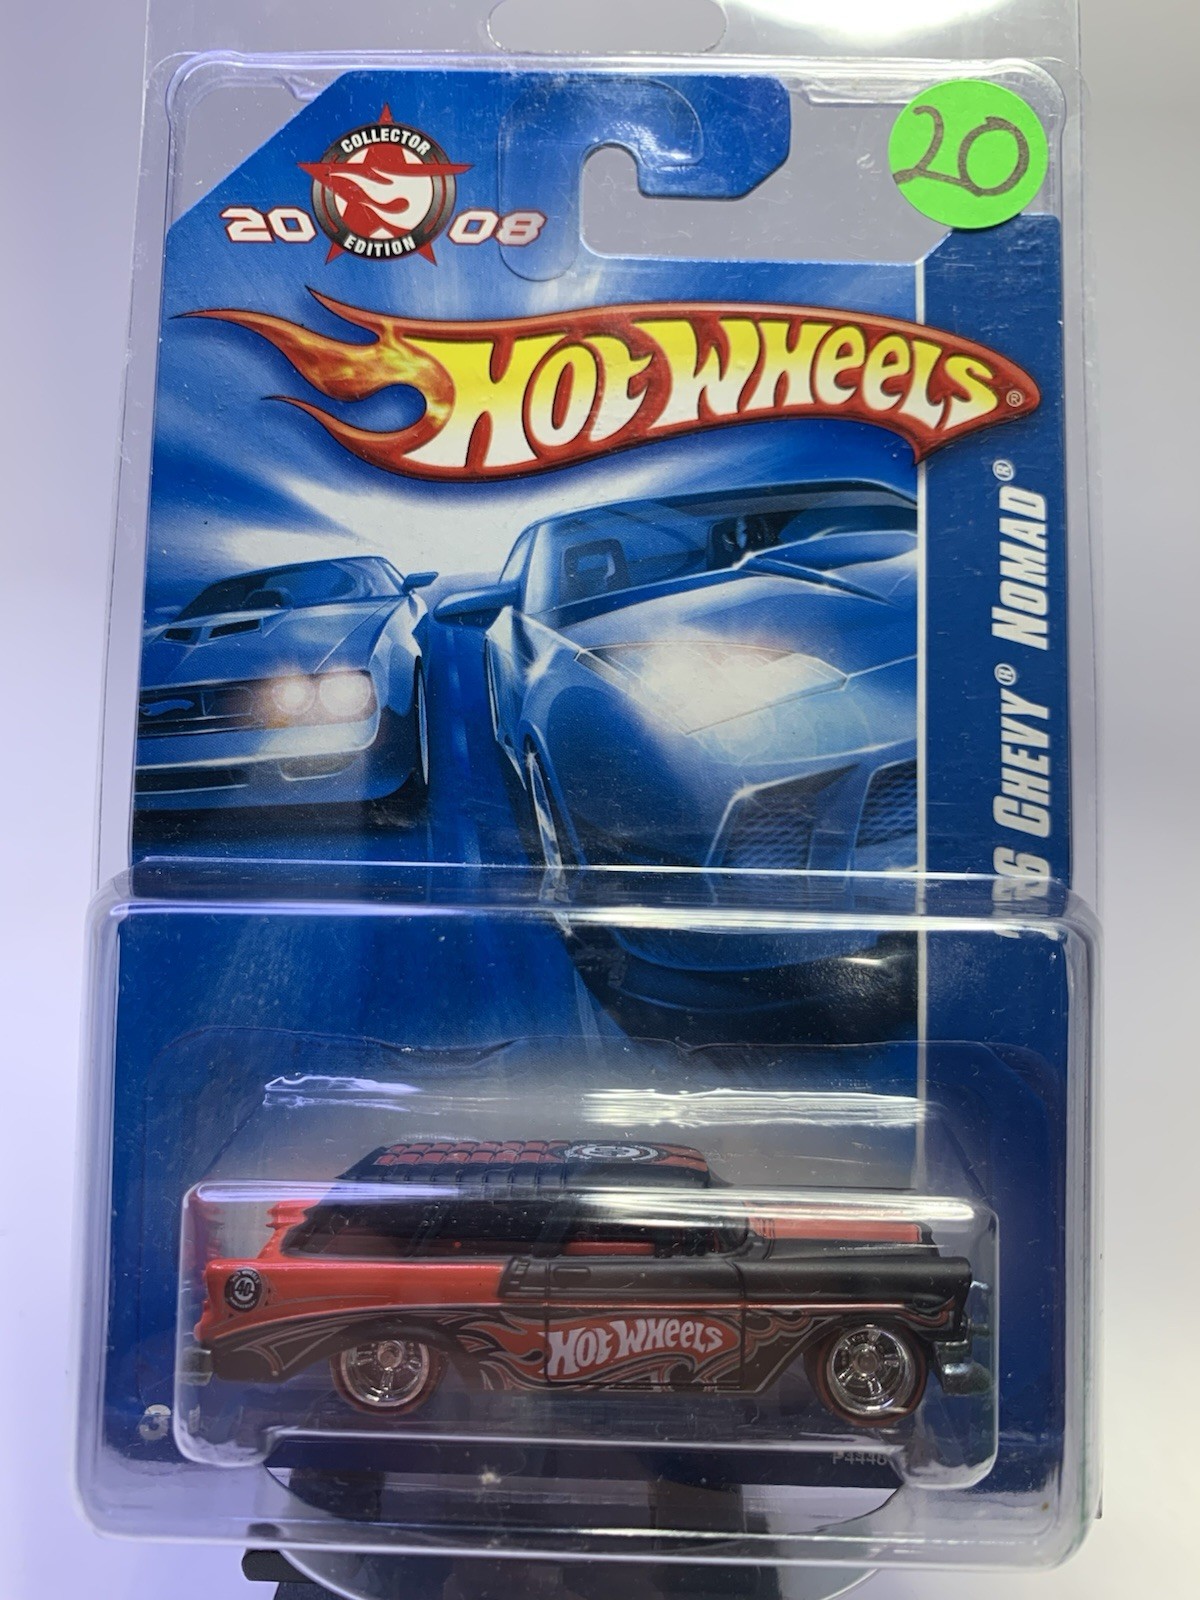 COLLECTOR
EDITION
20 08
20
HOT WHEELS®
CHEVY® NOMAD®
40
HOT WHEELS